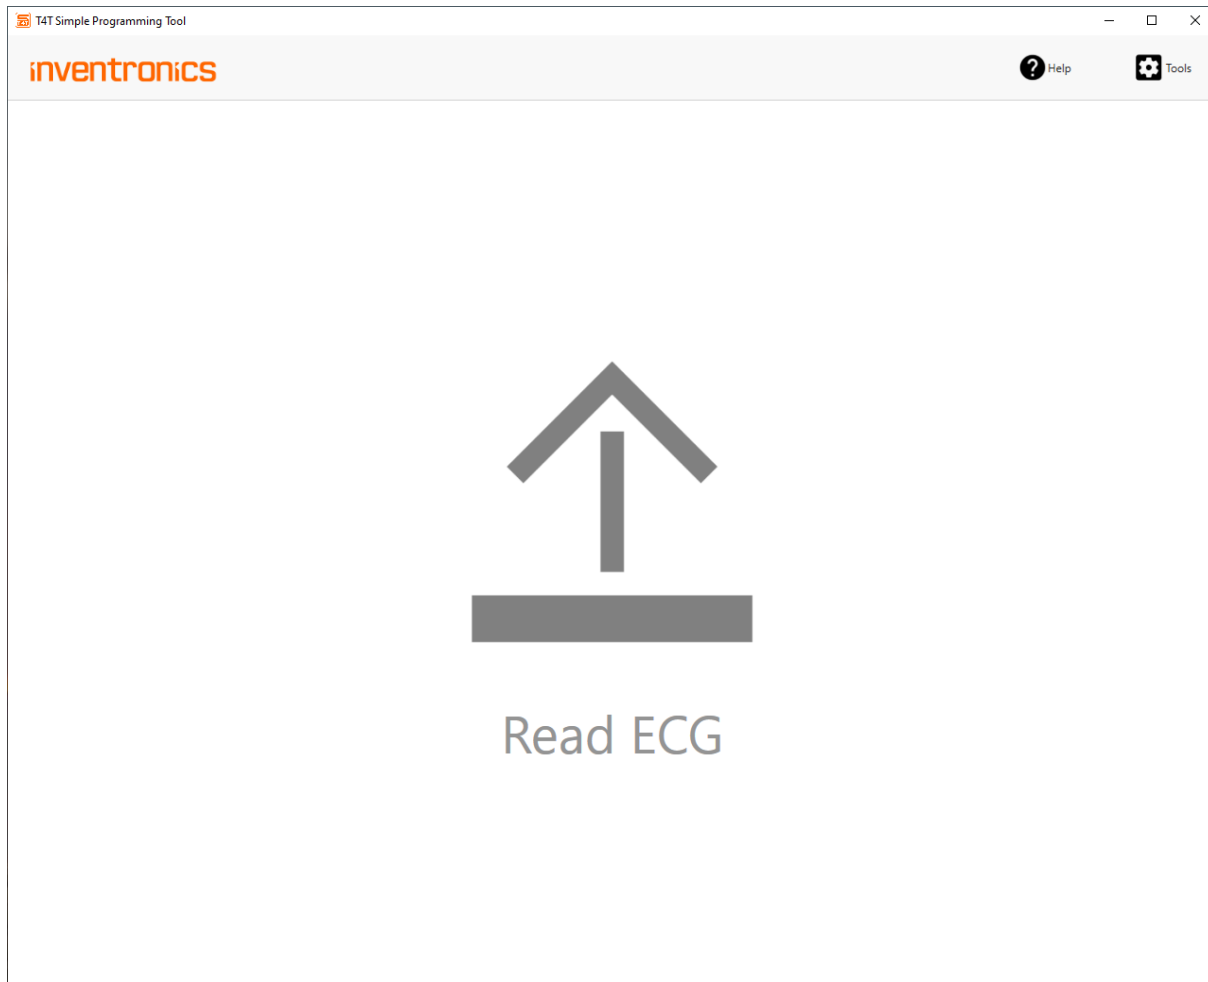 T4T Simple Programming Tool
inventronics
Help
Tools
Read ECG